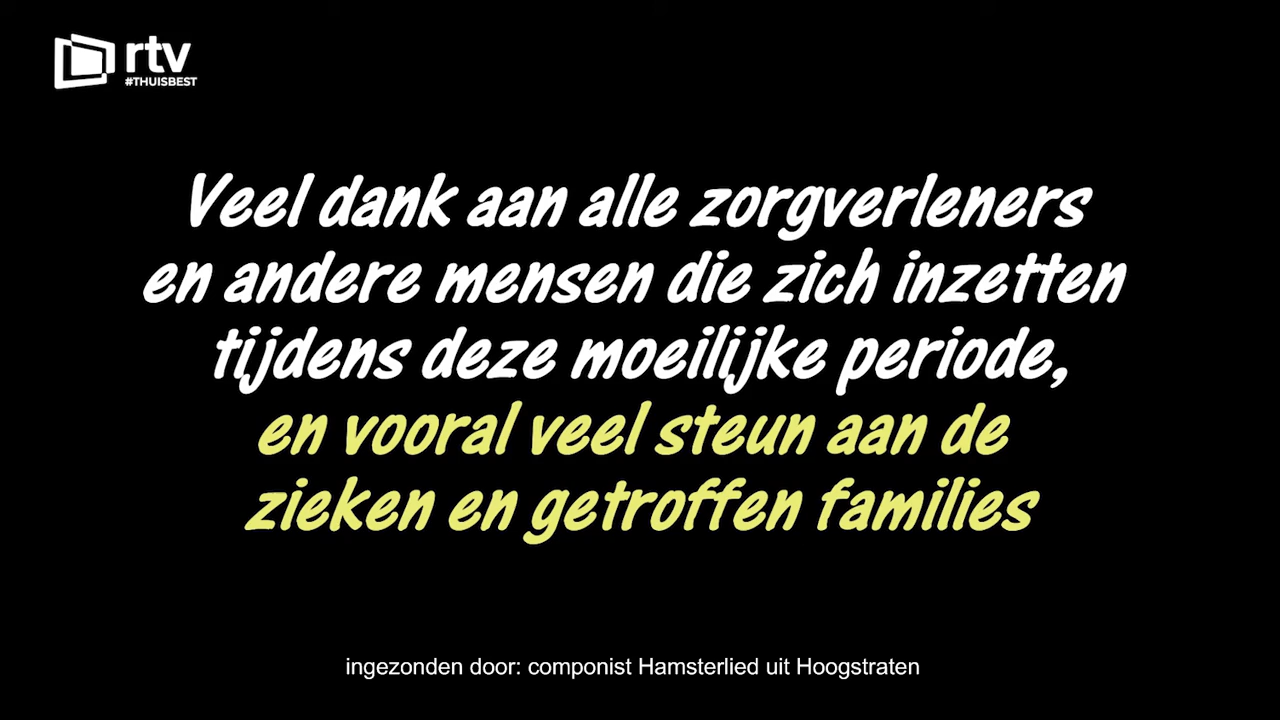 rtv
#THUISBEST
Veel dank aan alle zorgverleners
en andere mensen die zich inzetten
tijdens deze moeilijke periode,
en vooral veel steun aan de
zieken en getroffen families
ingezonden door: componist Hamsterlied uit Hoogstraten